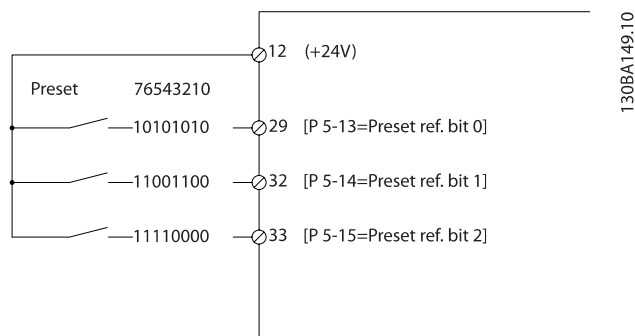 12 (+24V)
Preset 76543210
10101010 29 [P 5-13=Preset ref. bit 0]
11001100 32 [P 5-14=Preset ref. bit 1]
11110000 33 [P 5-15=Preset ref. bit 2]
130BA149.10